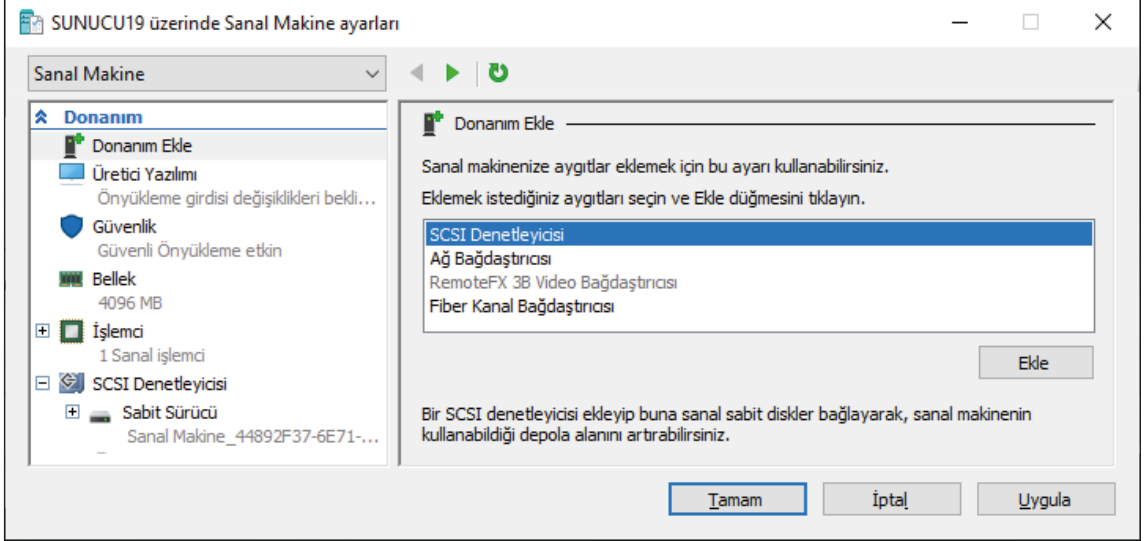 SUNUCU19 üzerinde Sanal Makine ayarları
Sanal Makine
Donanım
Donanım Ekle
Üretici Yazılımı
Önyükleme girdisi değişiklikleri bekli...
Güvenlik
Güvenli Önyükleme etkin
Bellek
4096 MB
İşlemci
1 Sanal işlemci
SCSI Denetleyicisi
Sabit Sürücü
Sanal Makine_44892F37-6E71-...
Donanım Ekle
Sanal makinenize aygıtlar eklemek için bu ayarı kullanabilirsiniz.
Eklemek istediğiniz aygıtları seçin ve Ekle düğmesini tıklayın.
SCSI Denetleyicisi
Ağ Bağdaştırıcısı
RemoteFX 3B Video Bağdaştırıcısı
Fiber Kanal Bağdaştırıcısı
Ekle
Bir SCSI denetleyicisi ekleyip buna sanal sabit diskler bağlayarak, sanal makinenin
kullanabildiği depola alanını artırabilirsiniz.
Tamam
İptal
Uygula